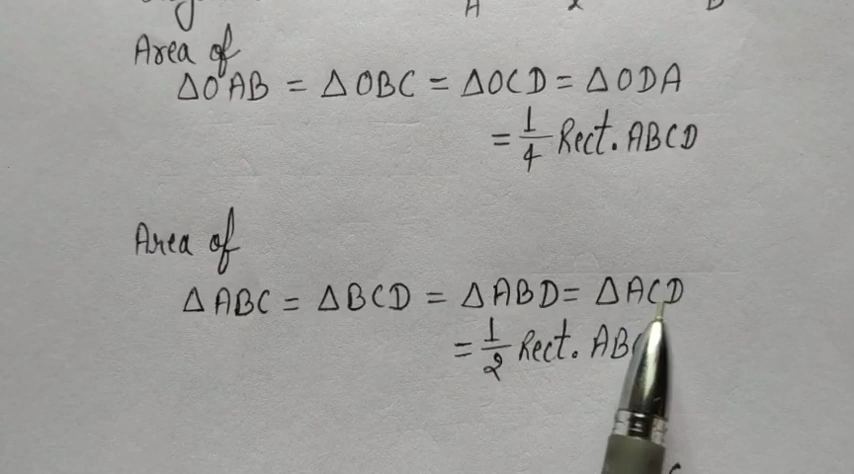 A B
Area of
ΔOAB = ΔOBC = ΔOCD = ΔODA
= 1/4 Rect. ABCD
Area of
ΔABC = ΔBCD = ΔABD = ΔACD
= 1/2 Rect. AB